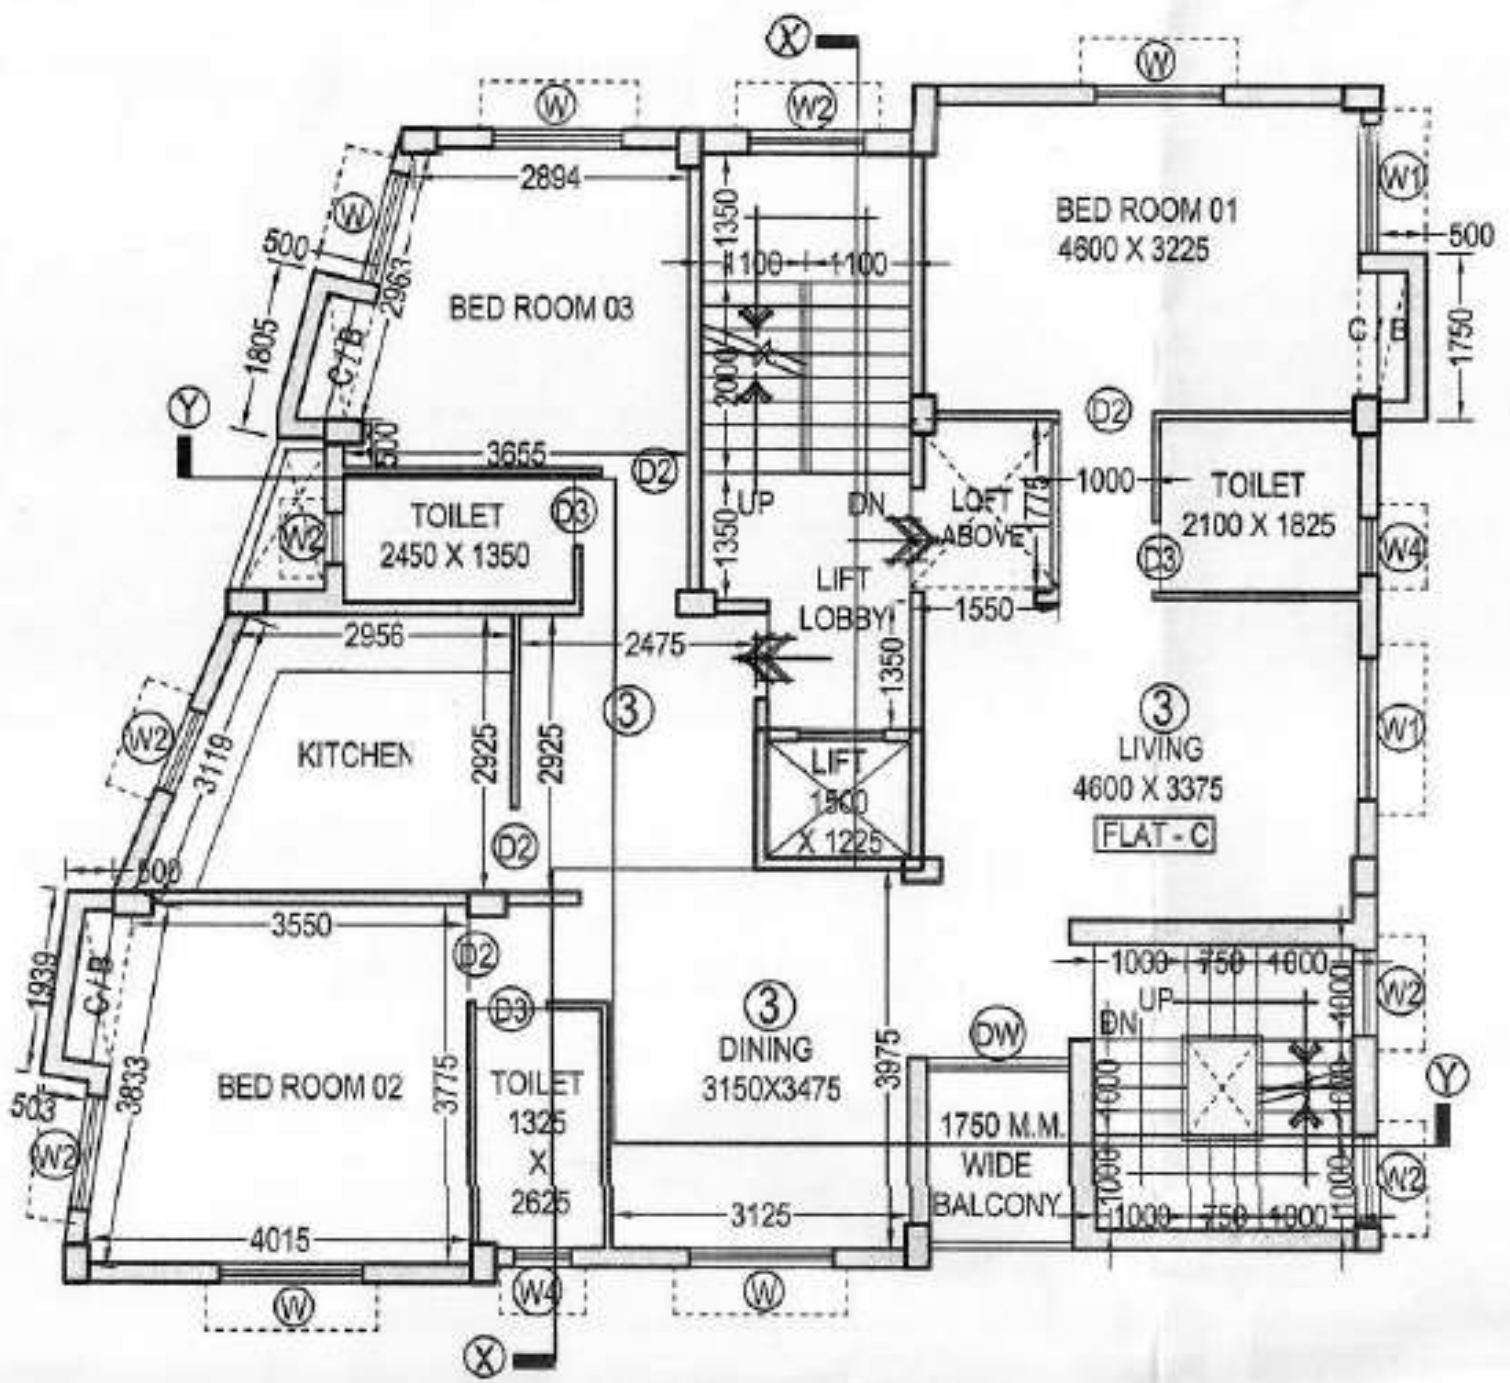 X
W
W
W2
W
2894
1350
BED ROOM 01
4600 X 3225
W1
500
500
2963
1100
1100
BED ROOM 03
1805
C / B
2000
C / B
1750
Y
D2
500
3655
D2
UP
DN
LOFT
ABOVE
1775
1000
TOILET
2100 X 1825
TOILET
2450 X 1350
D3
W2
1350
D3
W4
LIFT
LOBBY
1550
2956
2475
1350
3
3
LIVING
4600 X 3375
FLAT - C
W1
W2
3119
KITCHEN
2925
2925
LIFT
1500
X 1225
D2
500
3550
D2
1939
C / B
D3
3
DINING
3150X3475
3975
1000
750
1000
UP
DN
1000
W2
DW
3833
BED ROOM 02
3775
TOILET
1325
X
2625
503
W2
1000
1000
Y
1750 M.M.
WIDE
BALCONY
1000
1000
W2
3125
1000
750
1000
4015
W
W4
W
X